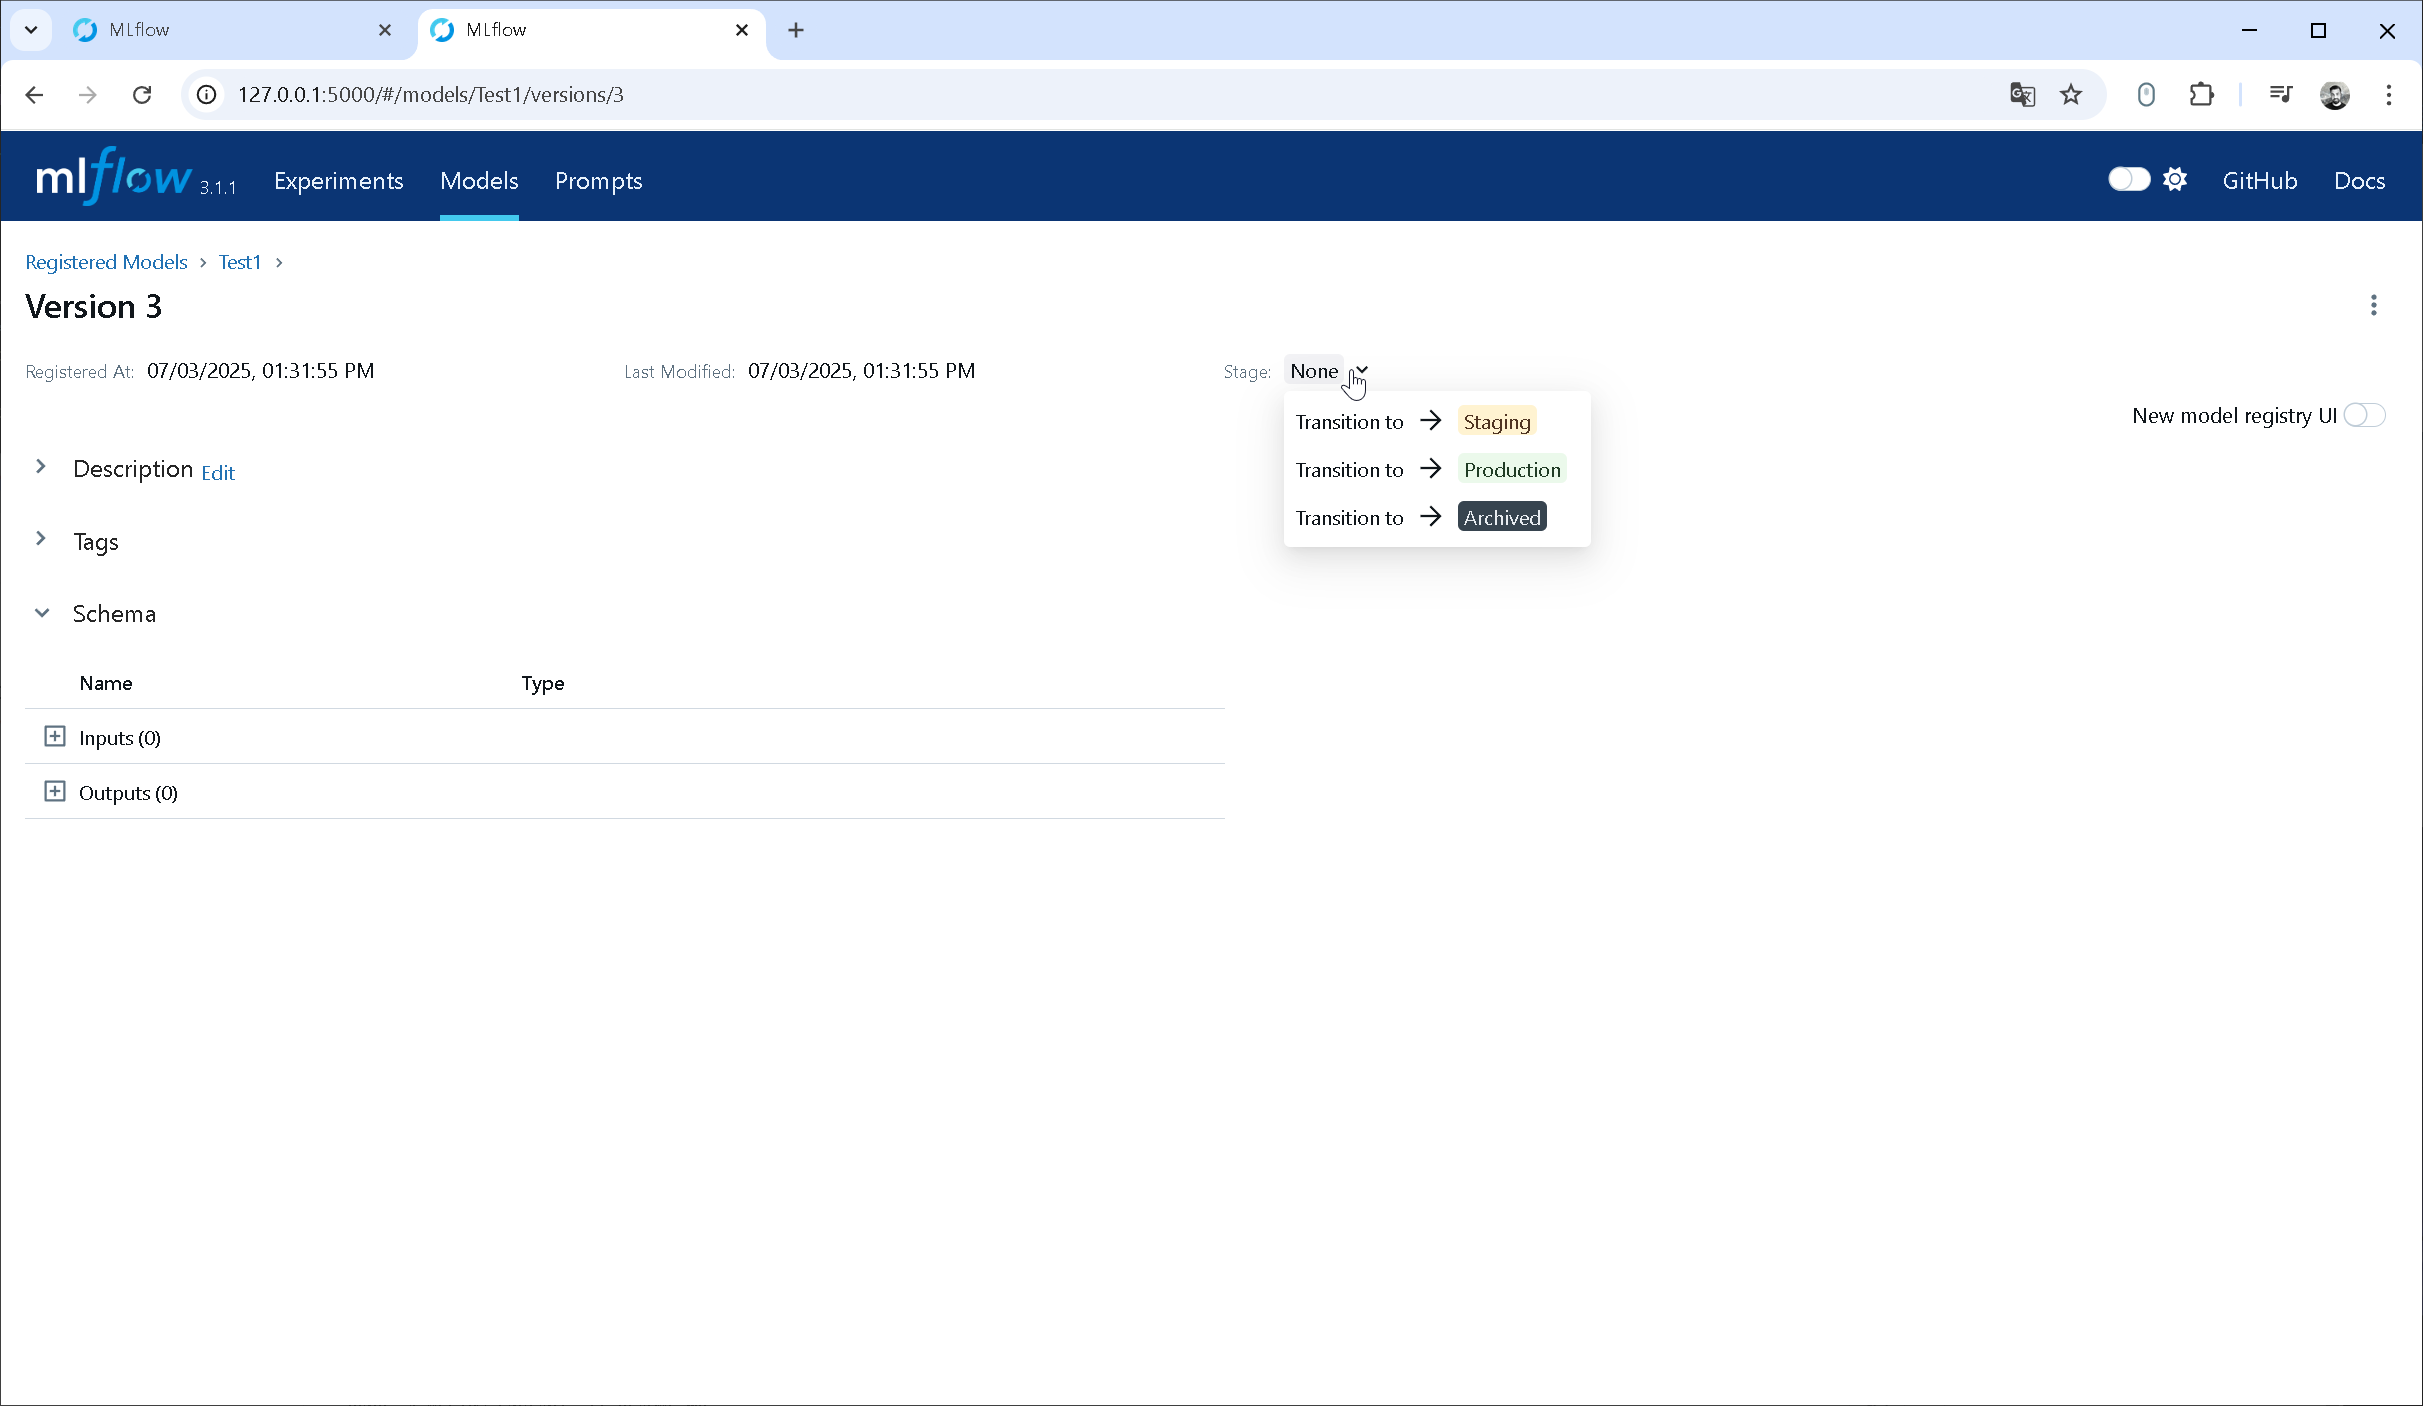 MLflow
MLflow
127.0.0.1:5000/#/models/Test1/versions/3
mlflow 3.1.1 Experiments Models Prompts GitHub Docs
Registered Models > Test1 >
Version 3
Registered At: 07/03/2025, 01:31:55 PM Last Modified: 07/03/2025, 01:31:55 PM Stage: None
Transition to → Staging
Transition to → Production
Transition to → Archived
New model registry UI
Description Edit
Tags
Schema
Name Type
Inputs (0)
Outputs (0)